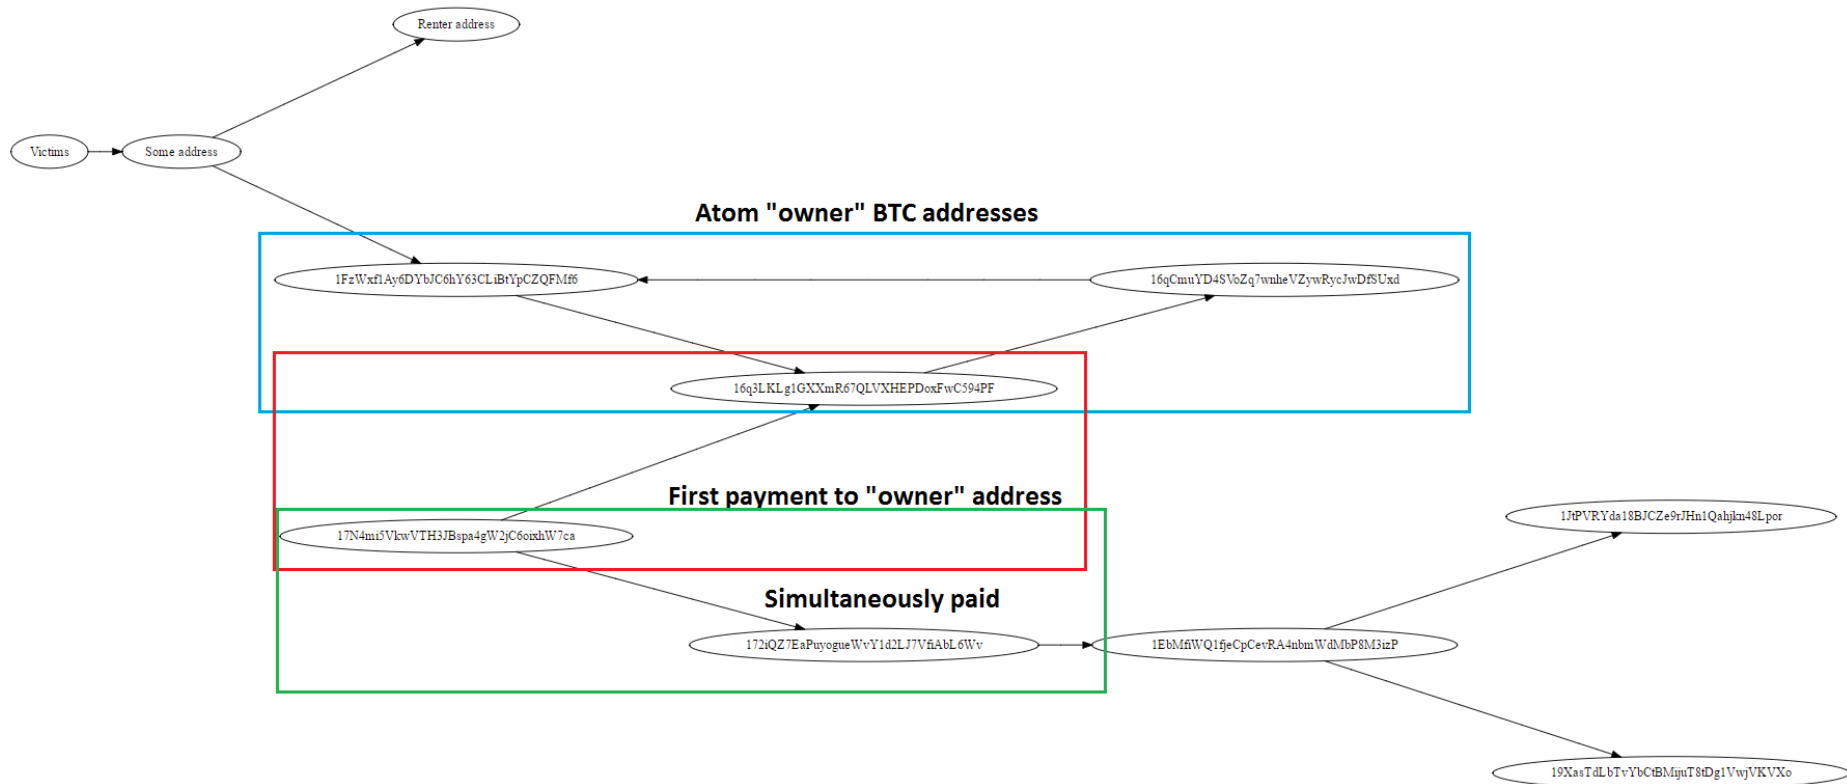 Renter address
Victims
Some address
Atom "owner" BTC addresses
1FzWxf1Ay6DYbJC6hY63CLiBtYpCZQFMf6
16qCmuYD4SVoZq7wnheVZywRycJwDfSUxd
16q3LKLg1GXXmR67QLVXHEPDoxFwC594PF
First payment to "owner" address
17N4mi5VkwVTH3JBspa4gW2jC6oixhW7ca
1JtPVRYda18BJCZe9rJHn1Qahjkn48Lpor
Simultaneously paid
172iQZ7EaPuyogueWvY1d2LJ7VfiAbL6Wv
1EbMfiWQ1fjeCpCevRA4nbmWdMbP8M3izP
19XasTdLbTvYbCtBMijuT8tDg1VwjVKVXo